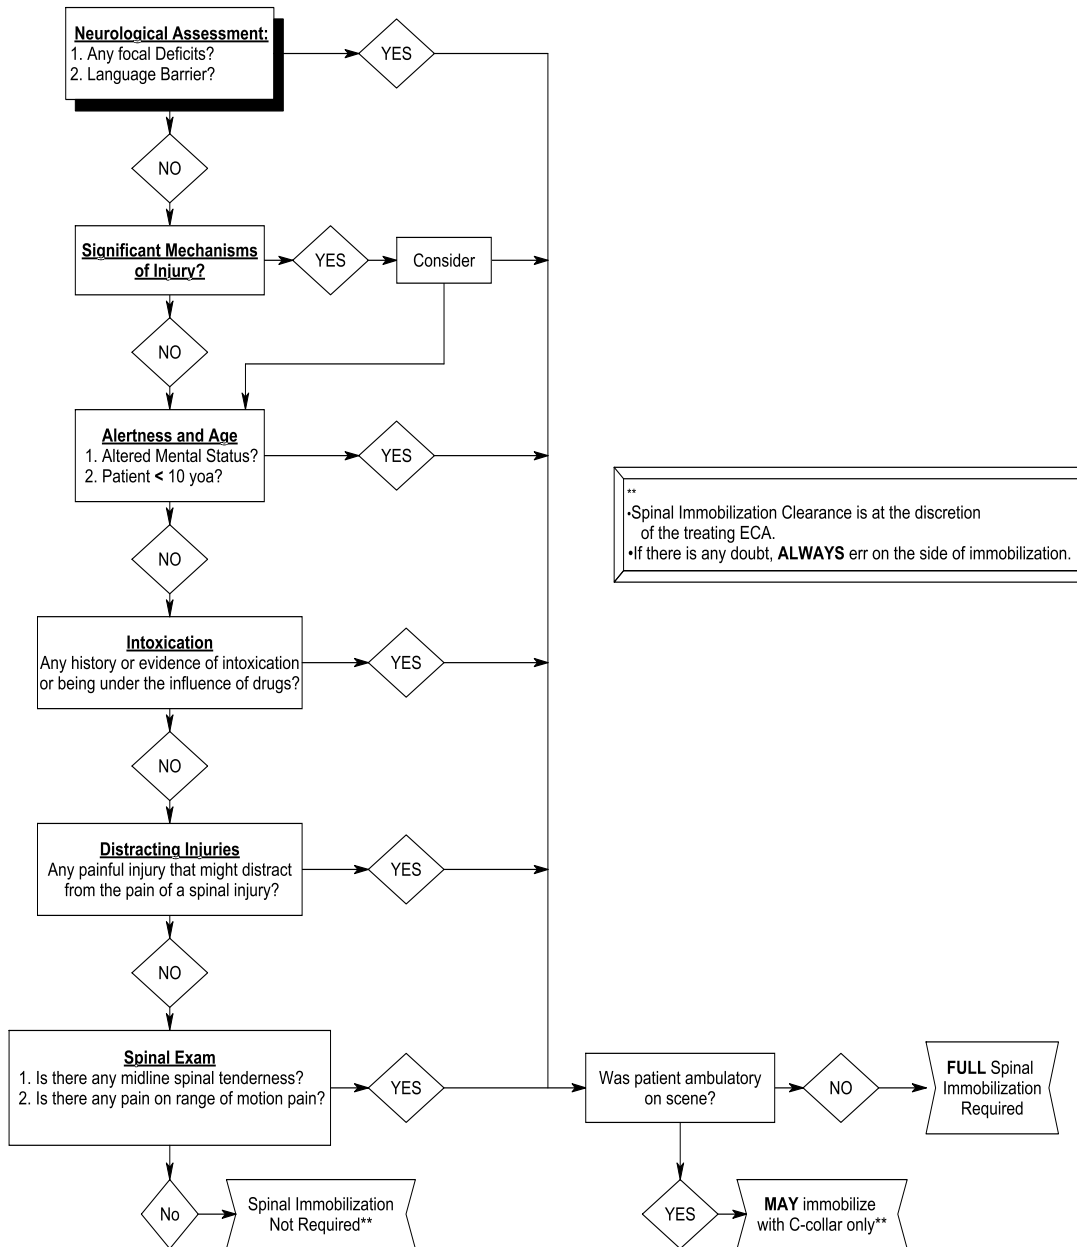 Neurological Assessment:
1. Any focal Deficits?
2. Language Barrier?
YES
NO
Significant Mechanisms
of Injury?
YES
Consider
NO
Alertness and Age
1. Altered Mental Status?
2. Patient < 10 yoa?
YES
**
•Spinal Immobilization Clearance is at the discretion
of the treating ECA.
•If there is any doubt, ALWAYS err on the side of immobilization.
NO
Intoxication
Any history or evidence of intoxication
or being under the influence of drugs?
YES
NO
Distracting Injuries
Any painful injury that might distract
from the pain of a spinal injury?
YES
NO
Spinal Exam
1. Is there any midline spinal tenderness?
2. Is there any pain on range of motion pain?
YES
Was patient ambulatory
on scene?
NO
FULL Spinal
Immobilization
Required
No
Spinal Immobilization
Not Required**
YES
MAY immobilize
with C-collar only**